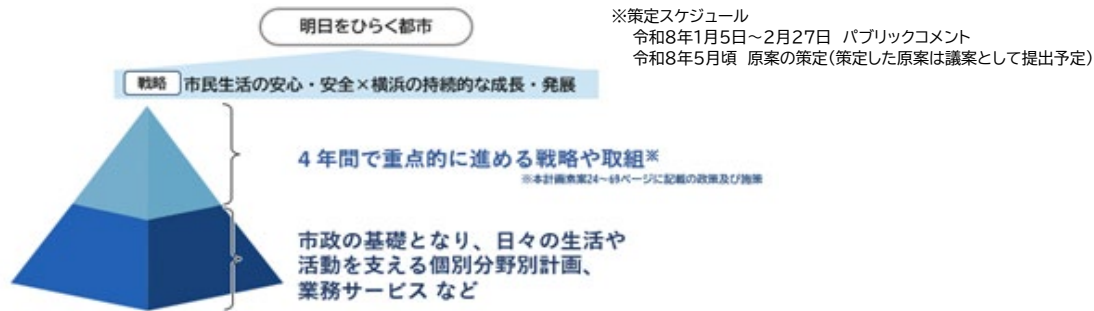 明日をひらく都市
※策定スケジュール
令和8年1月5日～2月27日 パブリックコメント
令和8年5月頃 原案の策定(策定した原案は議案として提出予定)
戦略 市民生活の安心・安全×横浜の持続的な成長・発展
4年間で重点的に進める戦略や取組※
※本計画素案24～69ページに記載の政策及び施策
市政の基礎となり、日々の生活や
活動を支える個別分野別計画、
業務サービス など